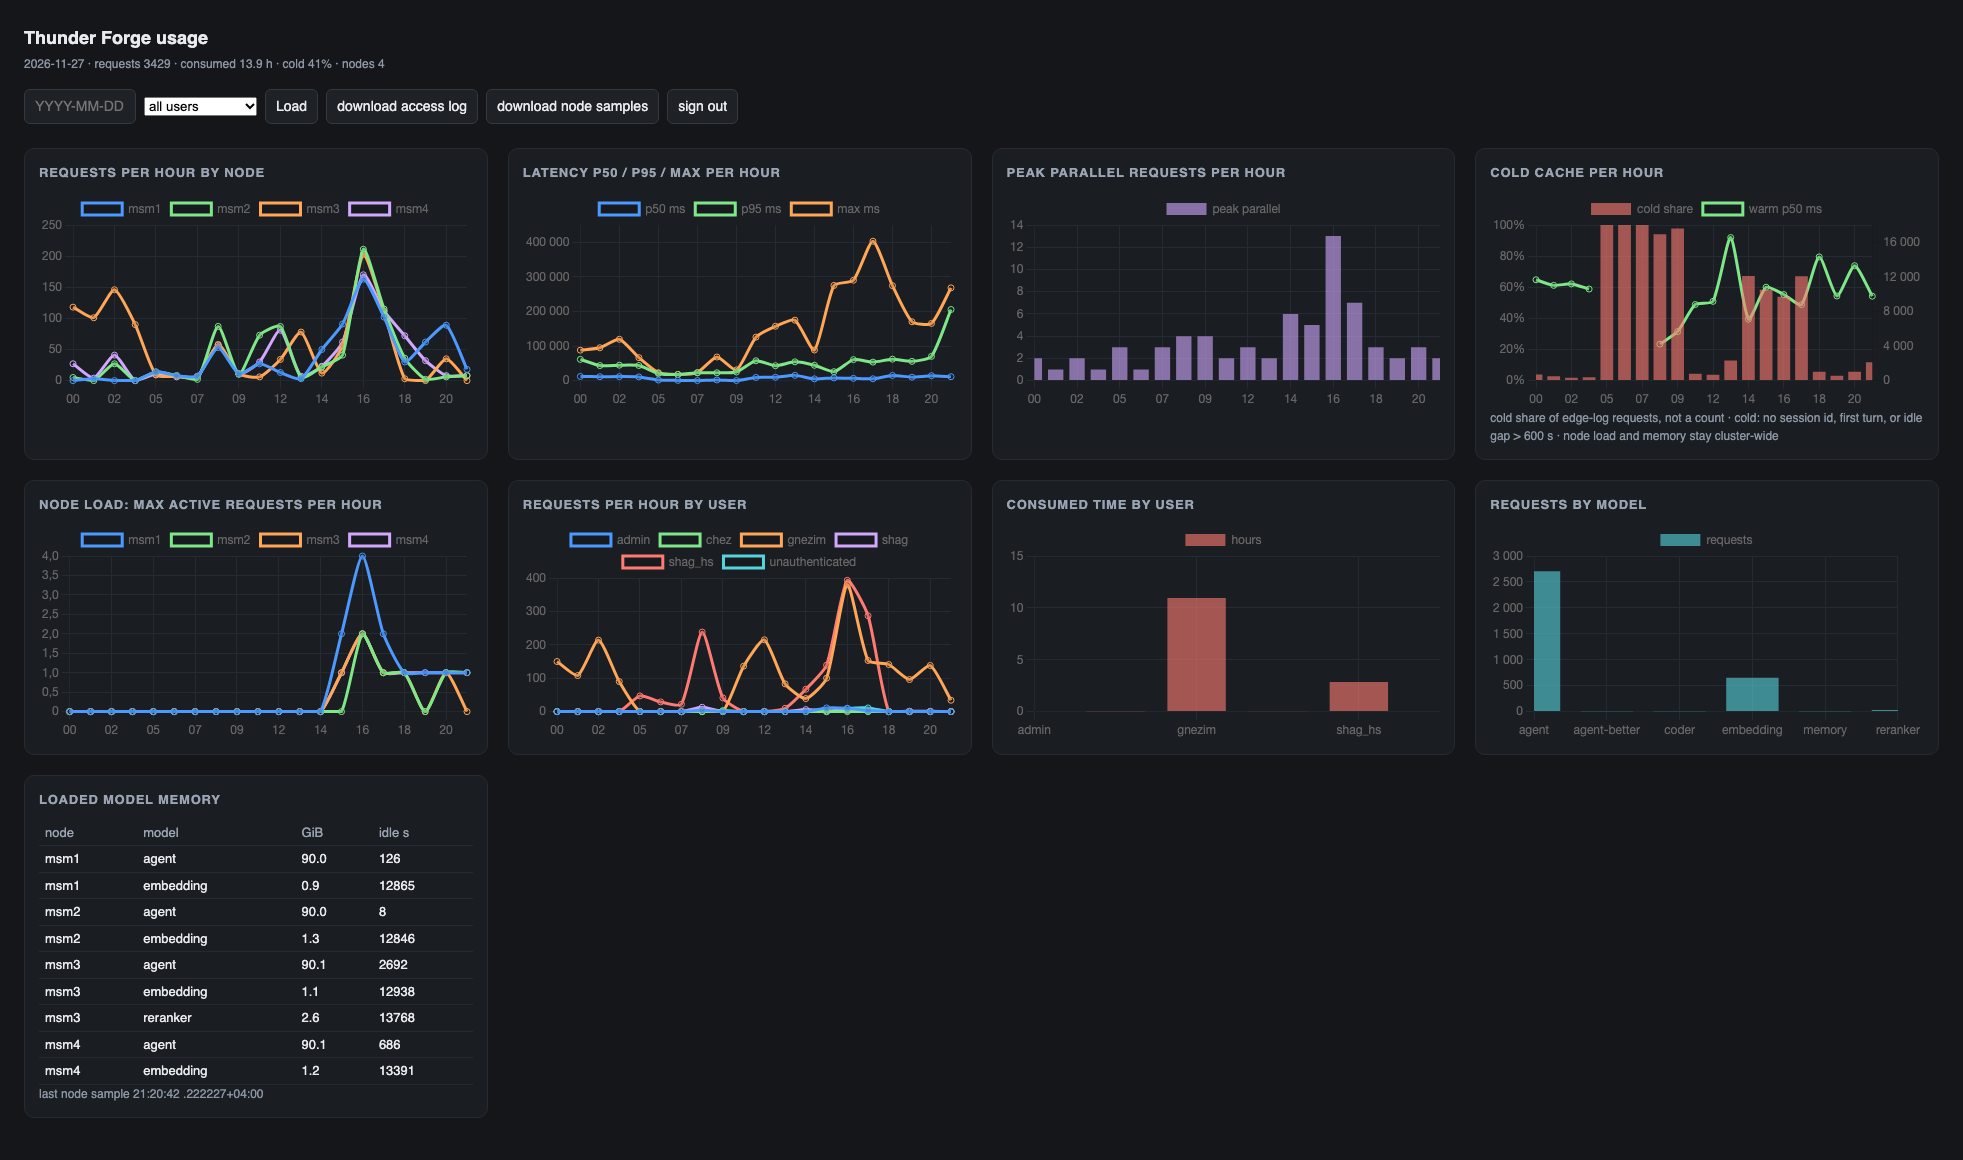 Thunder Forge usage
2026-11-27 · requests 3429 · consumed 13.9 h · cold 41% · nodes 4
YYYY-MM-DD all users Load download access log download node samples sign out
REQUESTS PER HOUR BY NODE
msm1 msm2 msm3 msm4
250
200
150
100
50
0
00 02 05 07 09 12 14 16 18 20
LATENCY P50 / P95 / MAX PER HOUR
p50 ms p95 ms max ms
400 000
300 000
200 000
100 000
0
00 02 05 07 09 12 14 16 18 20
PEAK PARALLEL REQUESTS PER HOUR
peak parallel
14
12
10
8
6
4
2
0
00 02 05 07 09 12 14 16 18 20
COLD CACHE PER HOUR
cold share warm p50 ms
100%
80% 16 000
60% 12 000
40% 8 000
20% 4 000
0% 0
00 02 05 07 09 12 14 16 18 20
cold share of edge-log requests, not a count · cold: no session id, first turn, or idle
gap > 600 s · node load and memory stay cluster-wide
NODE LOAD: MAX ACTIVE REQUESTS PER HOUR
msm1 msm2 msm3 msm4
4,0
3,5
3,0
2,5
2,0
1,5
1,0
0,5
0
00 02 05 07 09 12 14 16 18 20
REQUESTS PER HOUR BY USER
admin chez gnezim shag
shag_hs unauthenticated
400
300
200
100
0
00 02 05 07 09 12 14 16 18 20
CONSUMED TIME BY USER
hours
15
10
5
0
admin gnezim shag_hs
REQUESTS BY MODEL
requests
3 000
2 500
2 000
1 500
1 000
500
0
agent agent-better coder embedding memory reranker
LOADED MODEL MEMORY
node model GiB idle s
msm1 agent 90.0 126
msm1 embedding 0.9 12865
msm2 agent 90.0 8
msm2 embedding 1.3 12846
msm3 agent 90.1 2692
msm3 embedding 1.1 12938
msm3 reranker 2.6 13768
msm4 agent 90.1 686
msm4 embedding 1.2 13391
last node sample 21:20:42 .222227+04:00